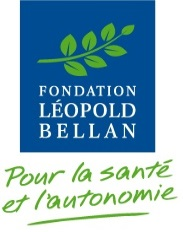 FONDATION
LÉOPOLD
BELLAN
Pour la santé
et l'autonomie